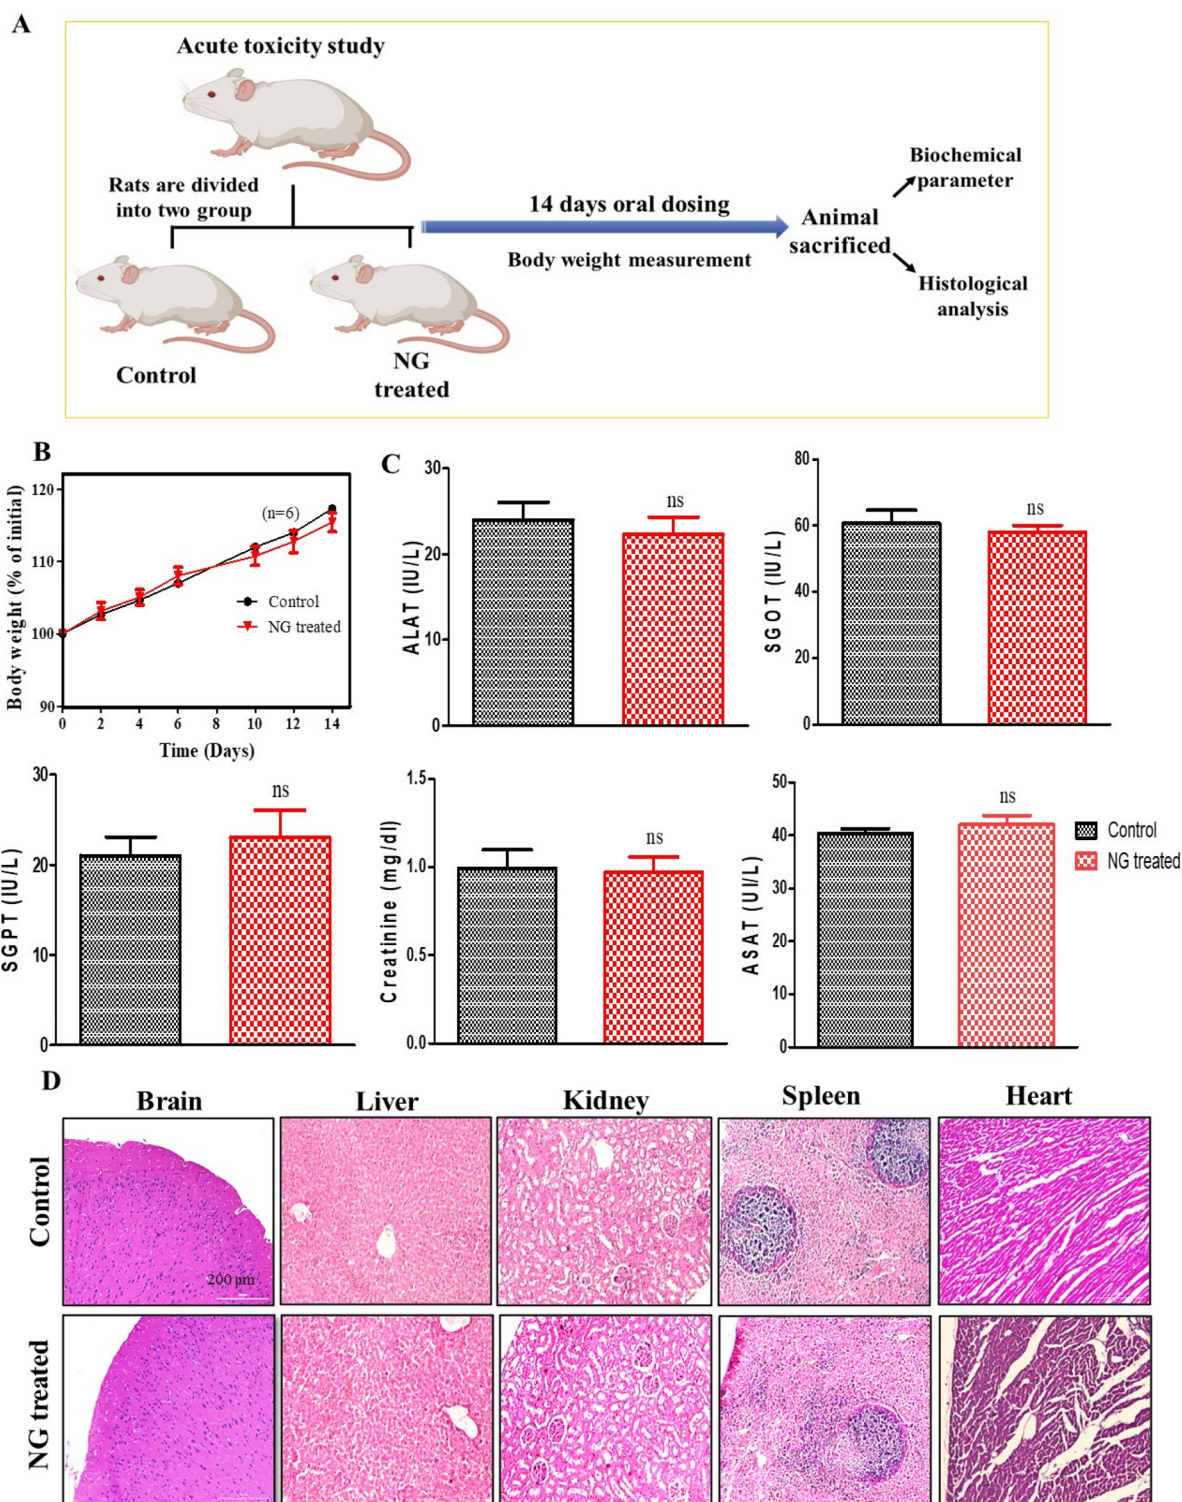 A
Acute toxicity study
Rats are divided
into two group
Control
NG
treated
14 days oral dosing
Body weight measurement
Animal
sacrificed
Biochemical
parameter
Histological
analysis
B
Body weight (% of initial)
120
110
100
90
0 2 4 6 8 10 12 14
Time (Days)
(n=6)
Control
NG treated
C
ALAT (IU/L)
30
20
10
0
ns
SGOT (IU/L)
80
60
40
20
0
ns
SGPT (IU/L)
30
20
10
0
ns
Creatinine (mg/dl)
1.5
1.0
0.5
0.0
ns
ASAT (UI/L)
50
40
30
20
10
0
ns
Control
NG treated
D
Brain Liver Kidney Spleen Heart
Control
200 µm
NG treated